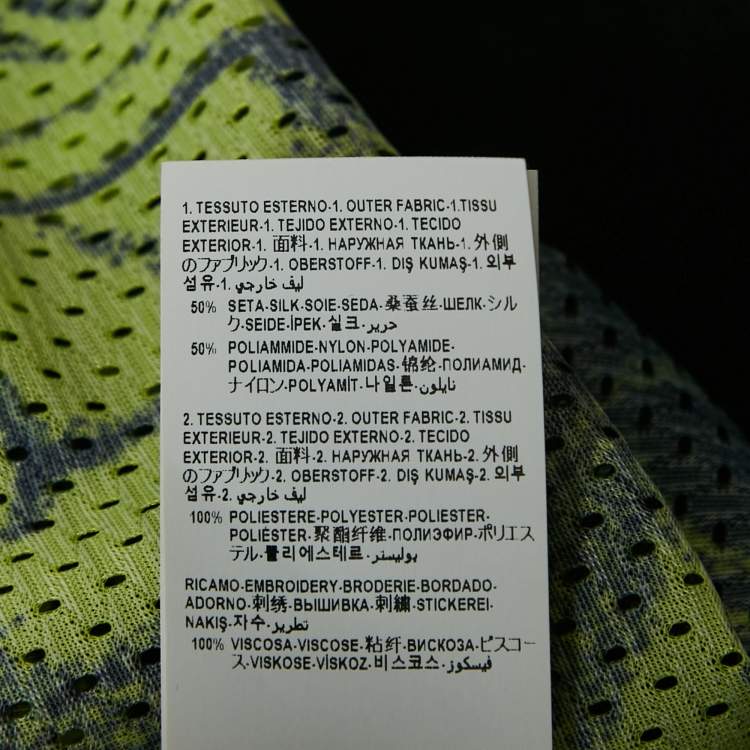 1. TESSUTO ESTERNO-1. OUTER FABRIC-1.TISSU
EXTERIEUR-1. TEJIDO EXTERNO-1. TECIDO
EXTERIOR-1. 面料-1. НАРУЖНАЯ ТКАНЬ-1. 外側
のファブリック-1. OBERSTOFF-1. DIŞ KUMAŞ-1. 외부
섬유-1. ليف خارجي
50% SETA-SILK-SOIE-SEDA-桑蚕丝-ШЕЛК-シル
ク-SEIDE-İPEK-실크-حرير
50% POLIAMMIDE-NYLON-POLYAMIDE-
POLIAMIDA-POLIAMIDAS-锦纶-ПОЛИАМИД-
ナイロン-POLYAMİT-나일론-نايلون
2. TESSUTO ESTERNO-2. OUTER FABRIC-2. TISSU
EXTERIEUR-2. TEJIDO EXTERNO-2. TECIDO
EXTERIOR-2. 面料-2. НАРУЖНАЯ ТКАНЬ-2. 外側
のファブリック-2. OBERSTOFF-2. DIŞ KUMAŞ-2. 외부
섬유-2. ليف خارجي
100% POLIESTERE-POLYESTER-POLIESTER-
POLIÉSTER-聚酯纤维-ПОЛИЭФИР-ポリエス
テル-폴리에스테르-بوليستر
RICAMO-EMBROIDERY-BRODERIE-BORDADO-
ADORNO-刺绣-ВЫШИВКА-刺繍-STICKEREI-
NAKIŞ-자수-تطريز
100% VISCOSA-VISCOSE-粘纤-ВИСКОЗА-ビスコー
ス-VISKOSE-VİSKOZ-비스코스-فيسكوز